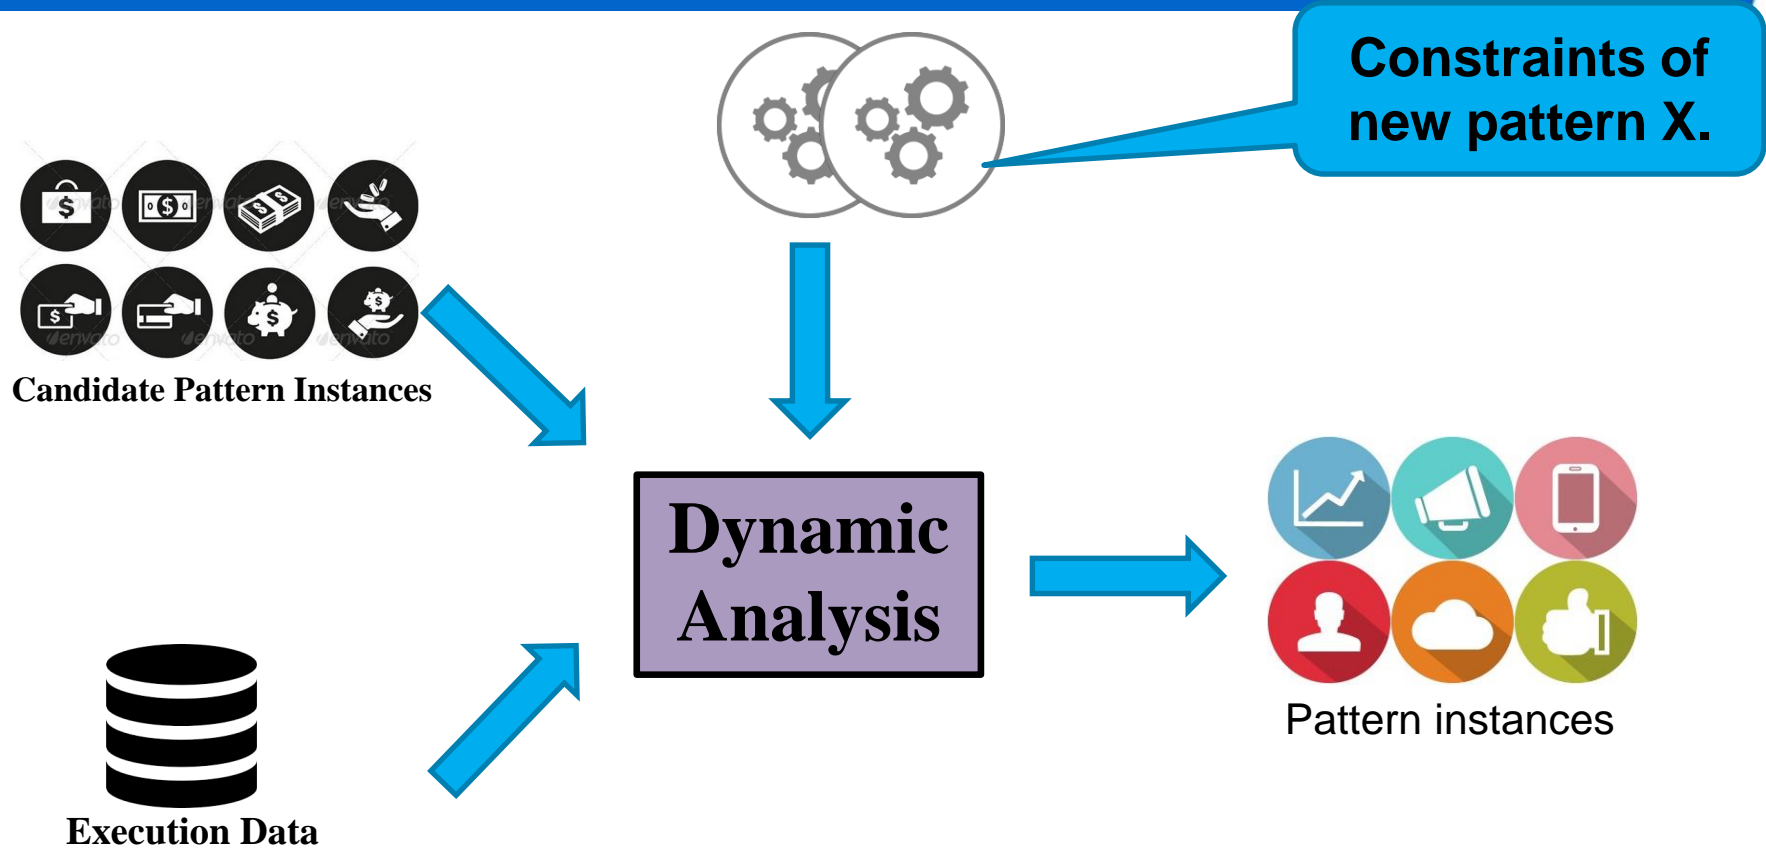 Constraints of
new pattern X.
Candidate Pattern Instances
Dynamic
Analysis
Pattern instances
Execution Data